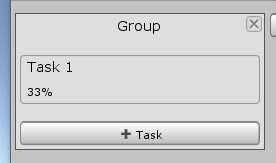 Group
Task 1
33%
+ Task